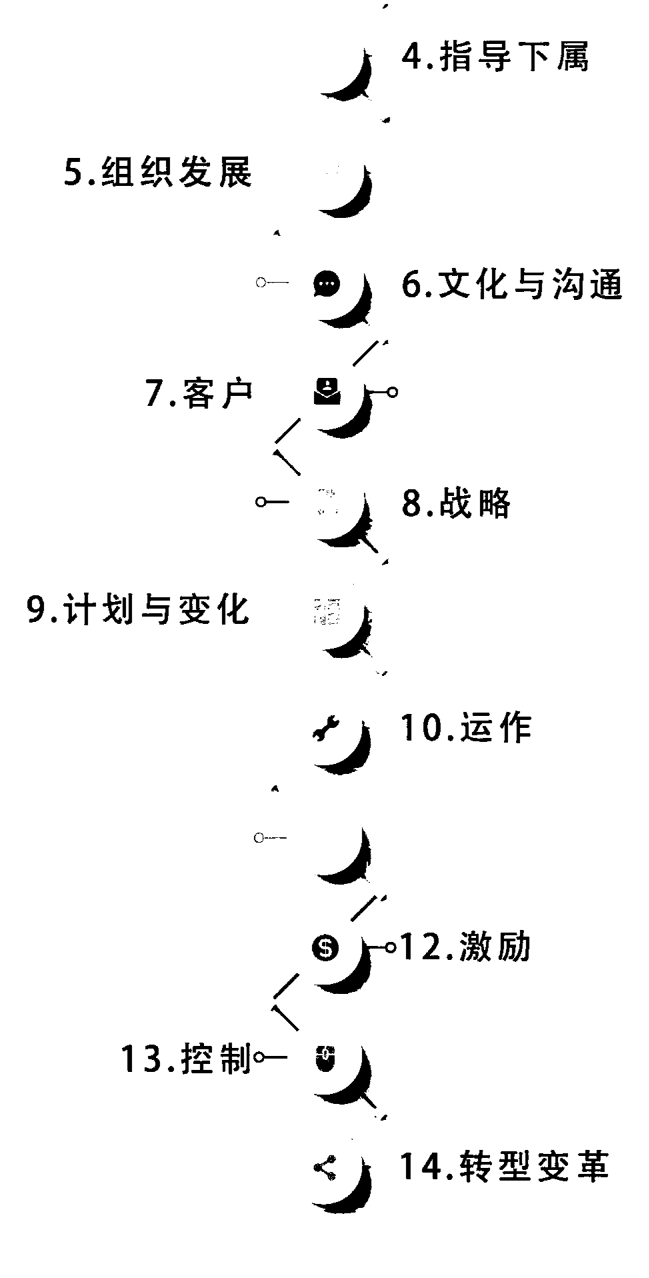 4.指导下属
5.组织发展
6.文化与沟通
7.客户
8.战略
9.计划与变化
10.运作
12.激励
13.控制
14.转型变革